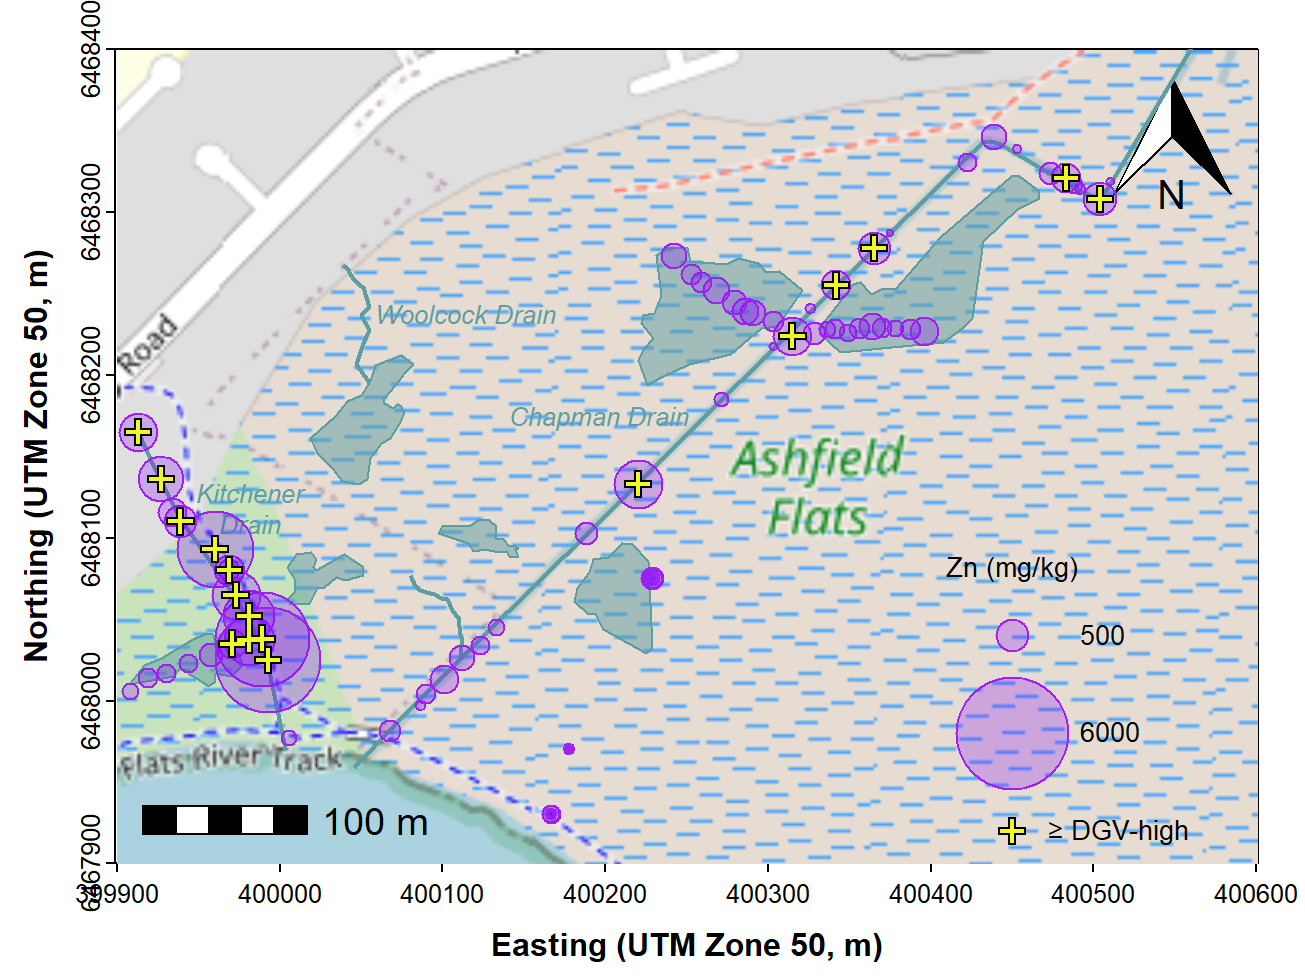 6468400
6468300
6468200
6468100
6468000
6467900
Northing (UTM Zone 50, m)
Road
Woolcock Drain
Chapman Drain
Kitchener
Drain
Ashfield
Flats
N
Zn (mg/kg)
500
6000
≥ DGV-high
Flats River Track
100 m
399900
400000
400100
400200
400300
400400
400500
400600
Easting (UTM Zone 50, m)